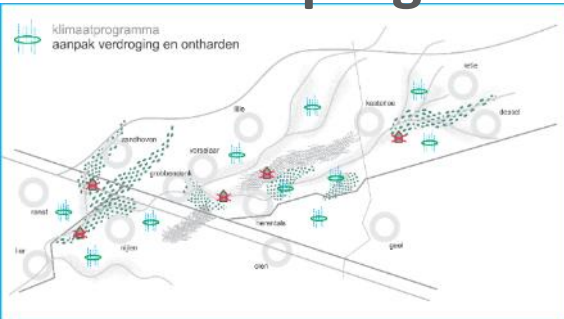 klimaatprogramma
aanpak verdroging en ontharden
retie
lille
kasterlee
dessel
zandhoven
vorselaar
grobbendonk
ranst
herentals
nijlen
geel
lier
olen